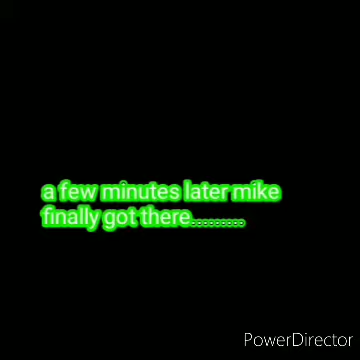 a few minutes later mike
finally got there.........
PowerDirector